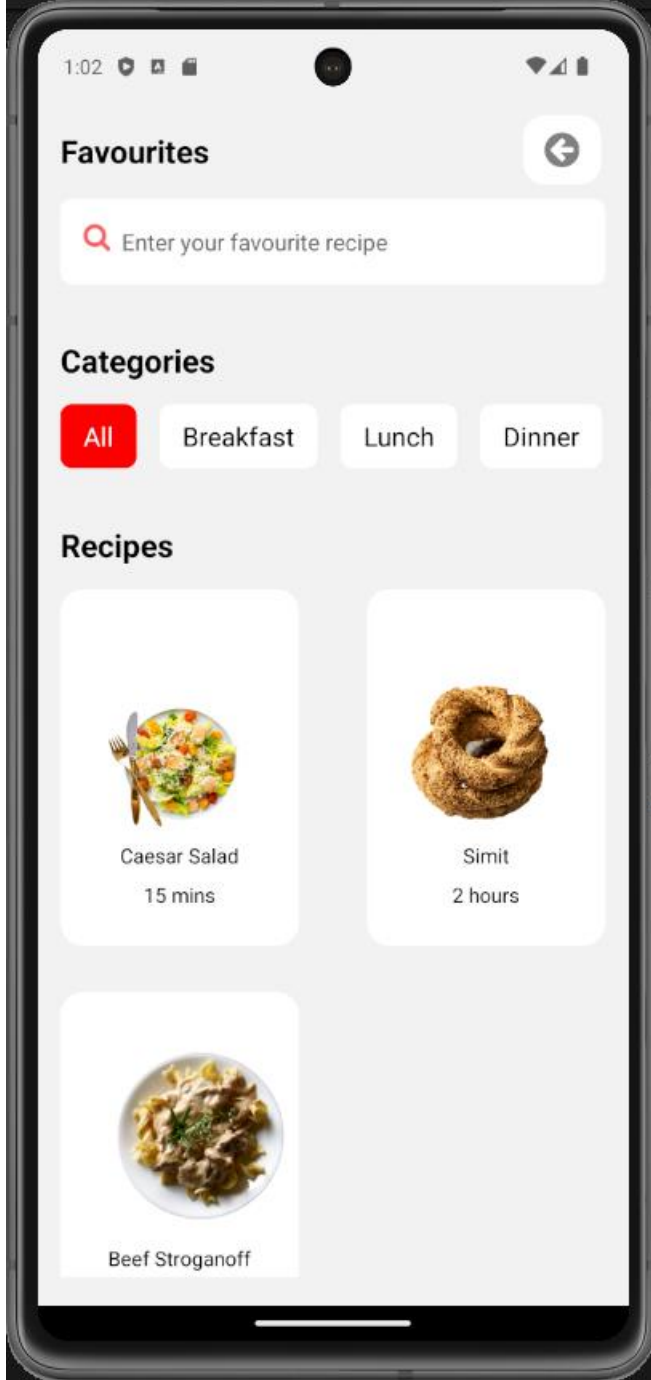 1:02
Favourites
Enter your favourite recipe
Categories
All Breakfast Lunch Dinner
Recipes
Caesar Salad Simit
15 mins 2 hours
Beef Stroganoff